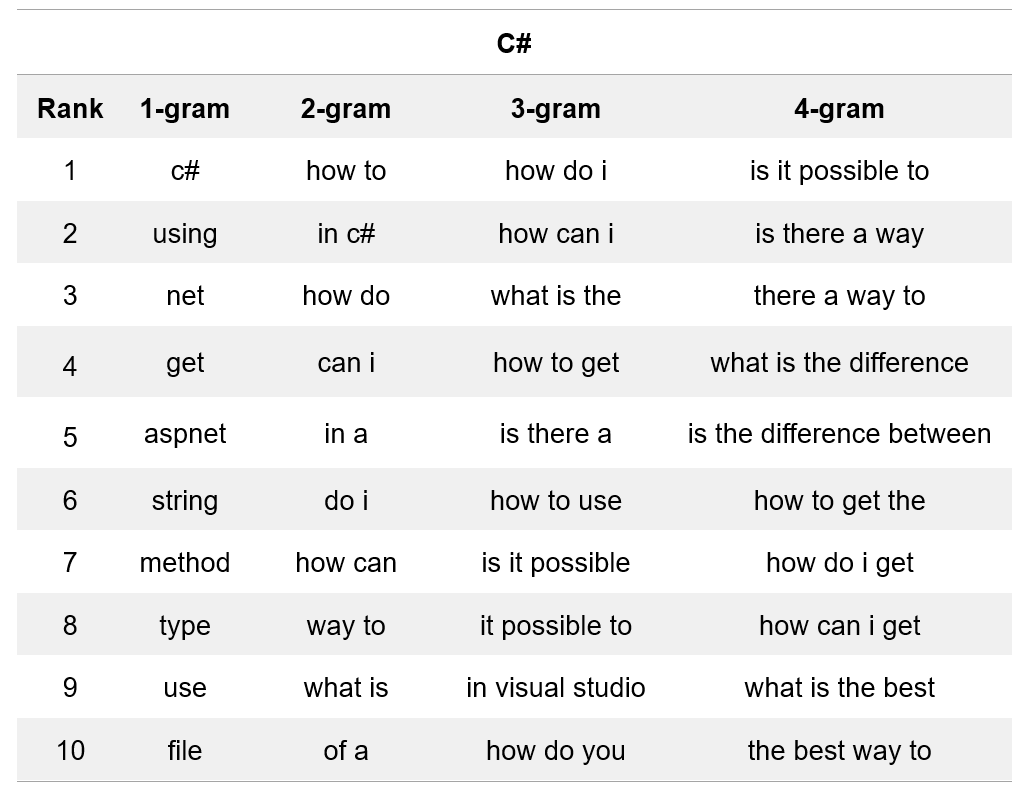 C#
Rank 1-gram 2-gram 3-gram 4-gram
1 c# how to how do i is it possible to
2 using in c# how can i is there a way
3 net how do what is the there a way to
4 get can i how to get what is the difference
5 aspnet in a is there a is the difference between
6 string do i how to use how to get the
7 method how can is it possible how do i get
8 type way to it possible to how can i get
9 use what is in visual studio what is the best
10 file of a how do you the best way to